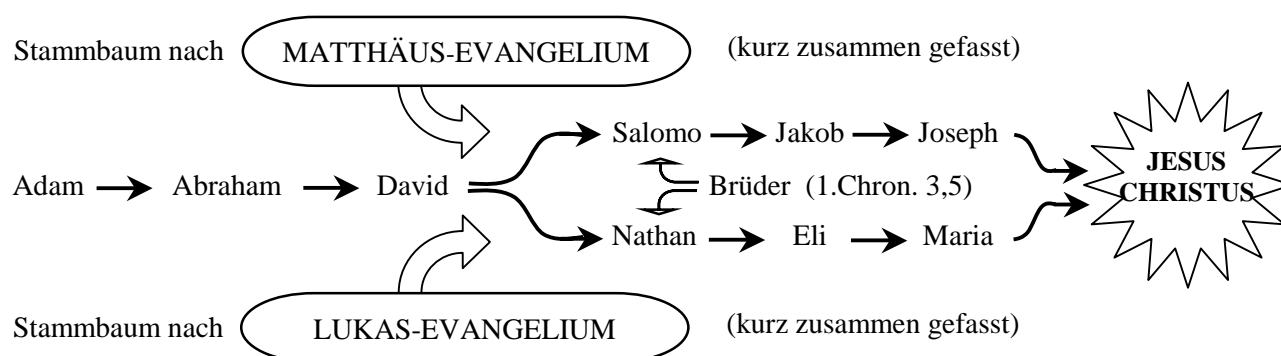 Stammbaum nach MATTHÄUS-EVANGELIUM (kurz zusammen gefasst)
Salomo Jakob Joseph
JESUS
CHRISTUS
Adam Abraham David Brüder (1.Chron. 3,5)
Nathan Eli Maria
Stammbaum nach LUKAS-EVANGELIUM (kurz zusammen gefasst)